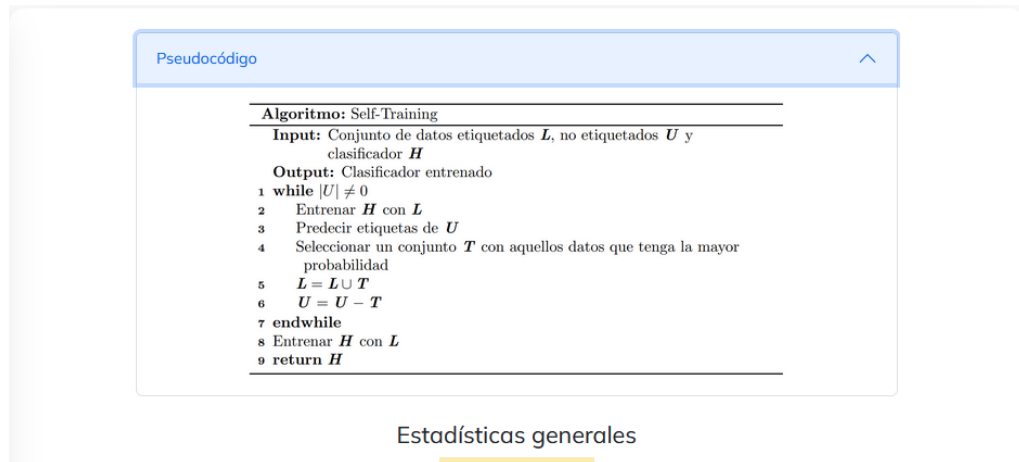 Pseudocódigo
Algoritmo: Self-Training
Input: Conjunto de datos etiquetados L, no etiquetados U y
clasificador H
Output: Clasificador entrenado
1 while |U| ≠ 0
2 Entrenar H con L
3 Predecir etiquetas de U
4 Seleccionar un conjunto T con aquellos datos que tenga la mayor
probabilidad
5 L = L ∪ T
6 U = U − T
7 endwhile
8 Entrenar H con L
9 return H
Estadísticas generales